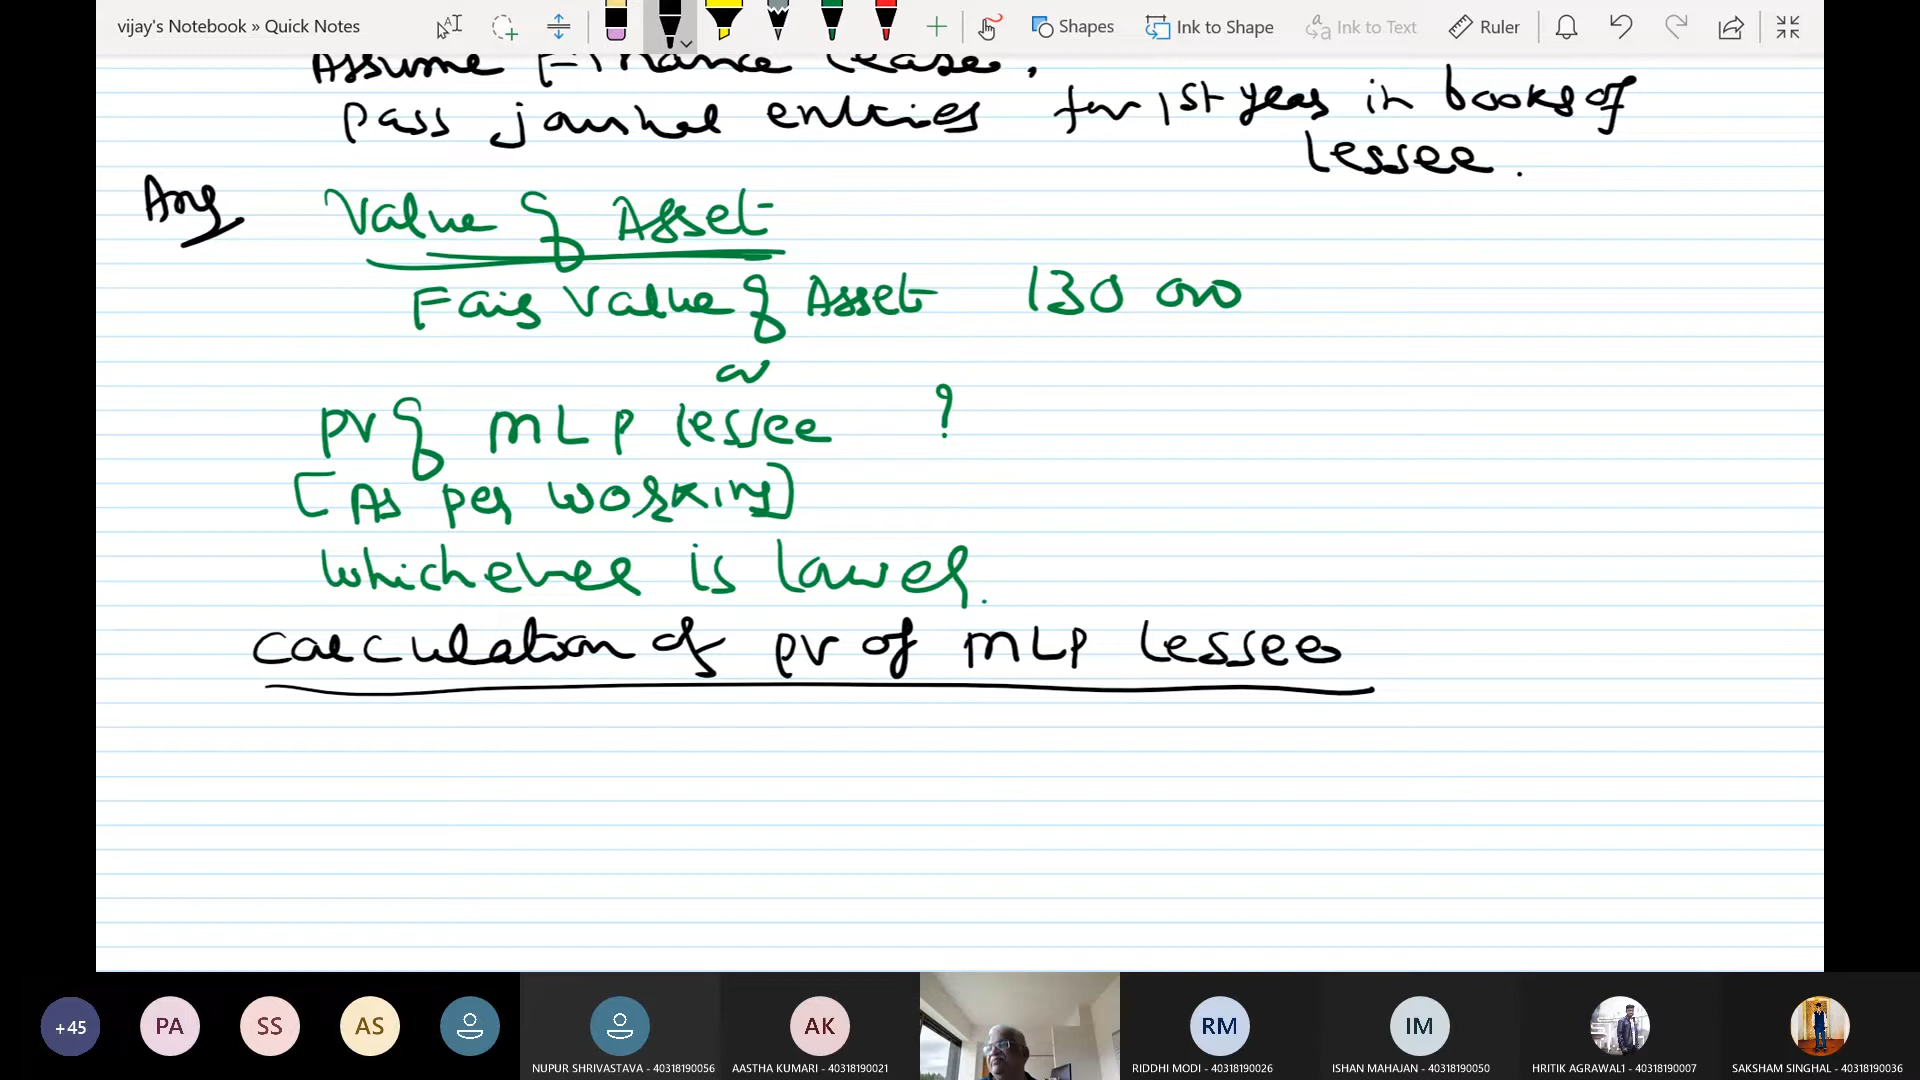 vijay's Notebook » Quick Notes
Shapes
Ink to Shape
Ink to Text
Ruler
Assume Finance lease.
pass journal entries for 1st year in books of
lessee.
Ans
Value of Asset
Fair Value of Asset 130 000
or
PV of MLP lessee ?
[As per working]
Whichever is lower.
Calculation of PV of MLP Lessee
+45
PA
SS
AS
AK
RM
IM
NUPUR SHRIVASTAVA - 40318190056
AASTHA KUMARI - 40318190021
RIDDHI MODI - 40318190026
ISHAN MAHAJAN - 40318190050
HRITIK AGRAWAL1 - 40318190007
SAKSHAM SINGHAL - 40318190036